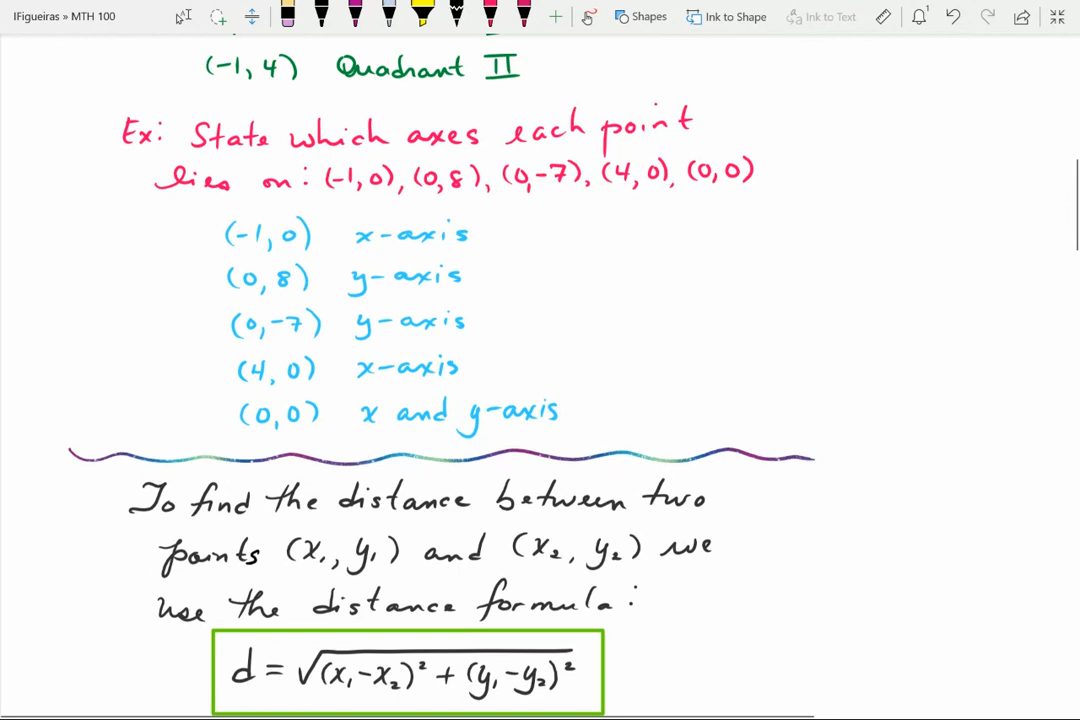 IFigueiras » MTH 100
Shapes
Ink to Shape
Ink to Text
(-1, 4) Quadrant II
Ex: State which axes each point
lies on: (-1, 0), (0, 8), (0, -7), (4, 0), (0, 0)
(-1, 0) x-axis
(0, 8) y-axis
(0, -7) y-axis
(4, 0) x-axis
(0, 0) x and y-axis
To find the distance between two
points (x₁, y₁) and (x₂, y₂) we
use the distance formula:
d = √(x₁-x₂)² + (y₁-y₂)²